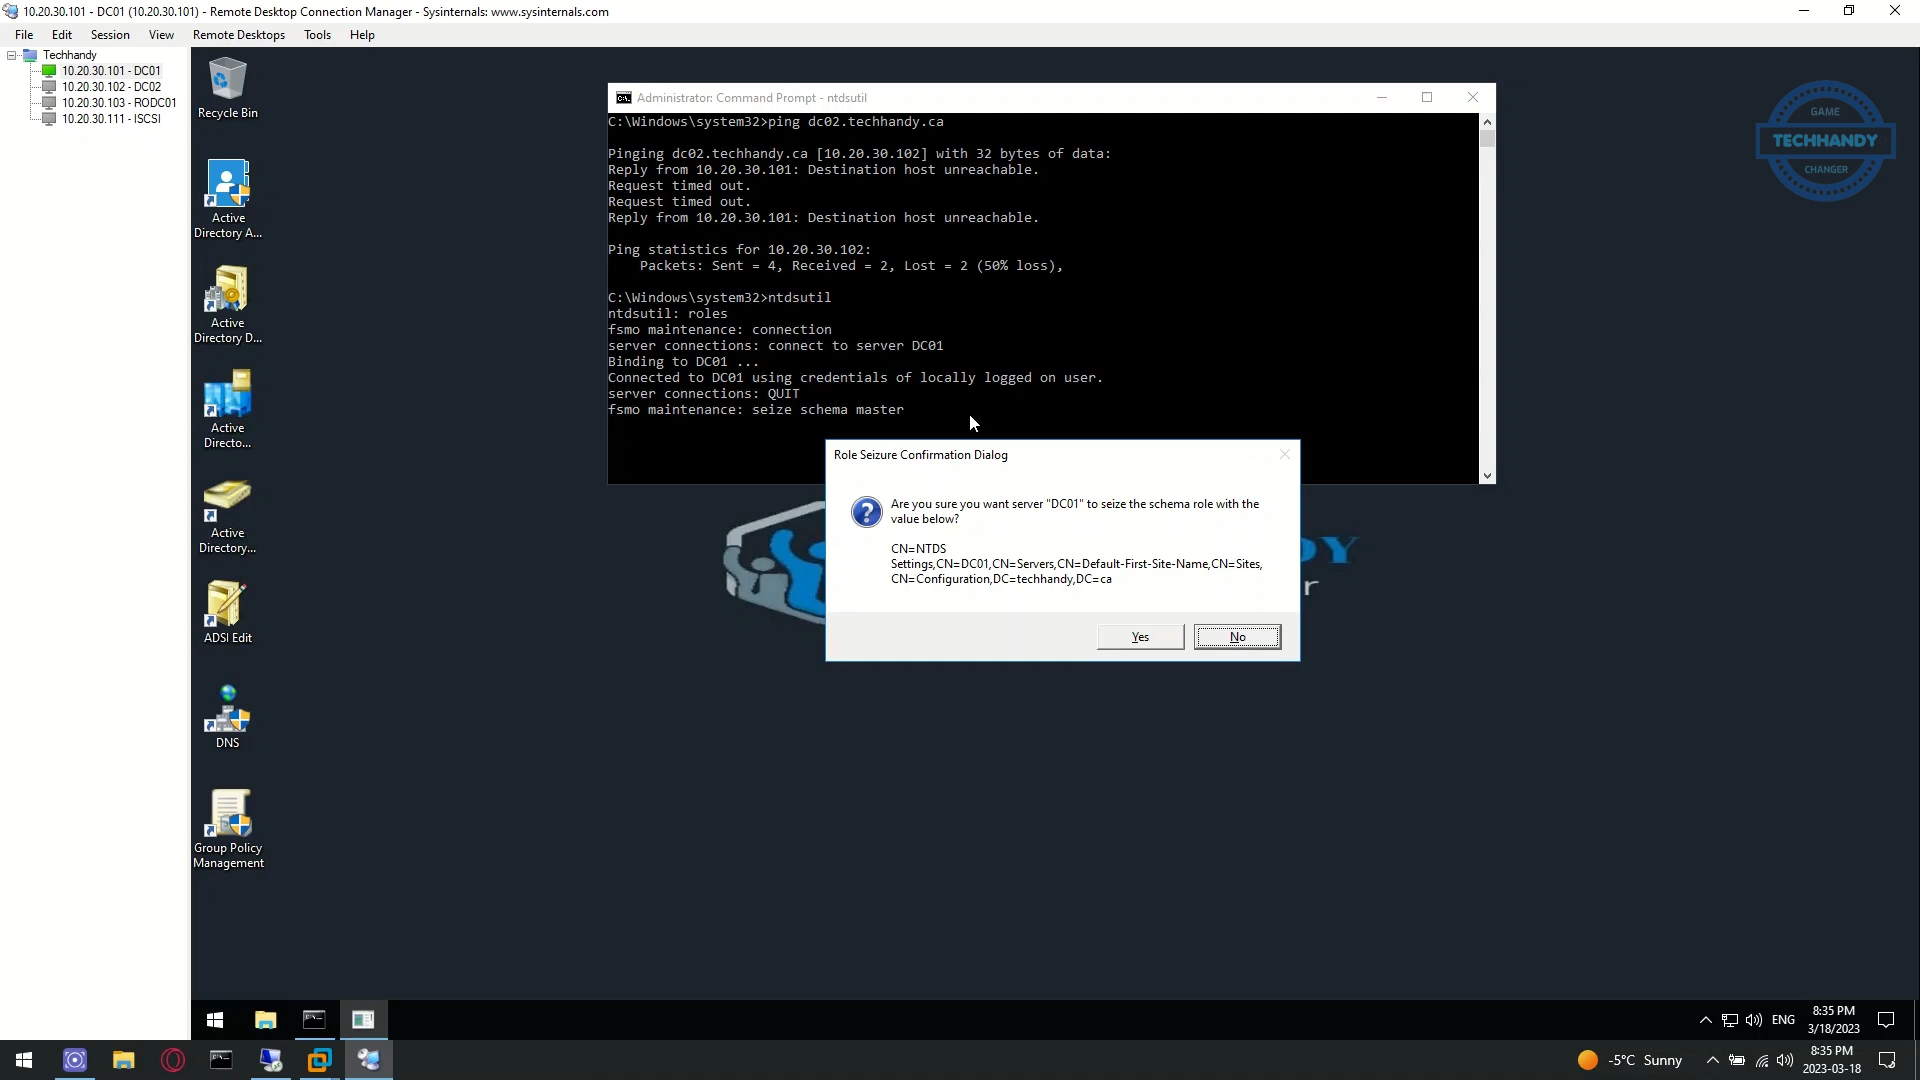 10.20.30.101 - DC01 (10.20.30.101) - Remote Desktop Connection Manager - Sysinternals: www.sysinternals.com
File Edit Session View Remote Desktops Tools Help
Techhandy
10.20.30.101 - DC01
10.20.30.102 - DC02
10.20.30.103 - RODC01
10.20.30.111 - ISCSI
Recycle Bin
Active
Directory A...
Active
Directory D...
Active
Directo...
Active
Directory...
ADSI Edit
DNS
Group Policy
Management
Administrator: Command Prompt - ntdsutil
C:\Windows\system32>ping dc02.techhandy.ca
Pinging dc02.techhandy.ca [10.20.30.102] with 32 bytes of data:
Reply from 10.20.30.101: Destination host unreachable.
Request timed out.
Request timed out.
Reply from 10.20.30.101: Destination host unreachable.
Ping statistics for 10.20.30.102:
Packets: Sent = 4, Received = 2, Lost = 2 (50% loss),
C:\Windows\system32>ntdsutil
ntdsutil: roles
fsmo maintenance: connection
server connections: connect to server DC01
Binding to DC01 ...
Connected to DC01 using credentials of locally logged on user.
server connections: QUIT
fsmo maintenance: seize schema master
Role Seizure Confirmation Dialog
Are you sure you want server "DC01" to seize the schema role with the
value below?
CN=NTDS
Settings,CN=DC01,CN=Servers,CN=Default-First-Site-Name,CN=Sites,
CN=Configuration,DC=techhandy,DC=ca
Yes No
GAME
TECHHANDY
CHANGER
DY
r
ENG
8:35 PM
3/18/2023
-5°C Sunny
8:35 PM
2023-03-18